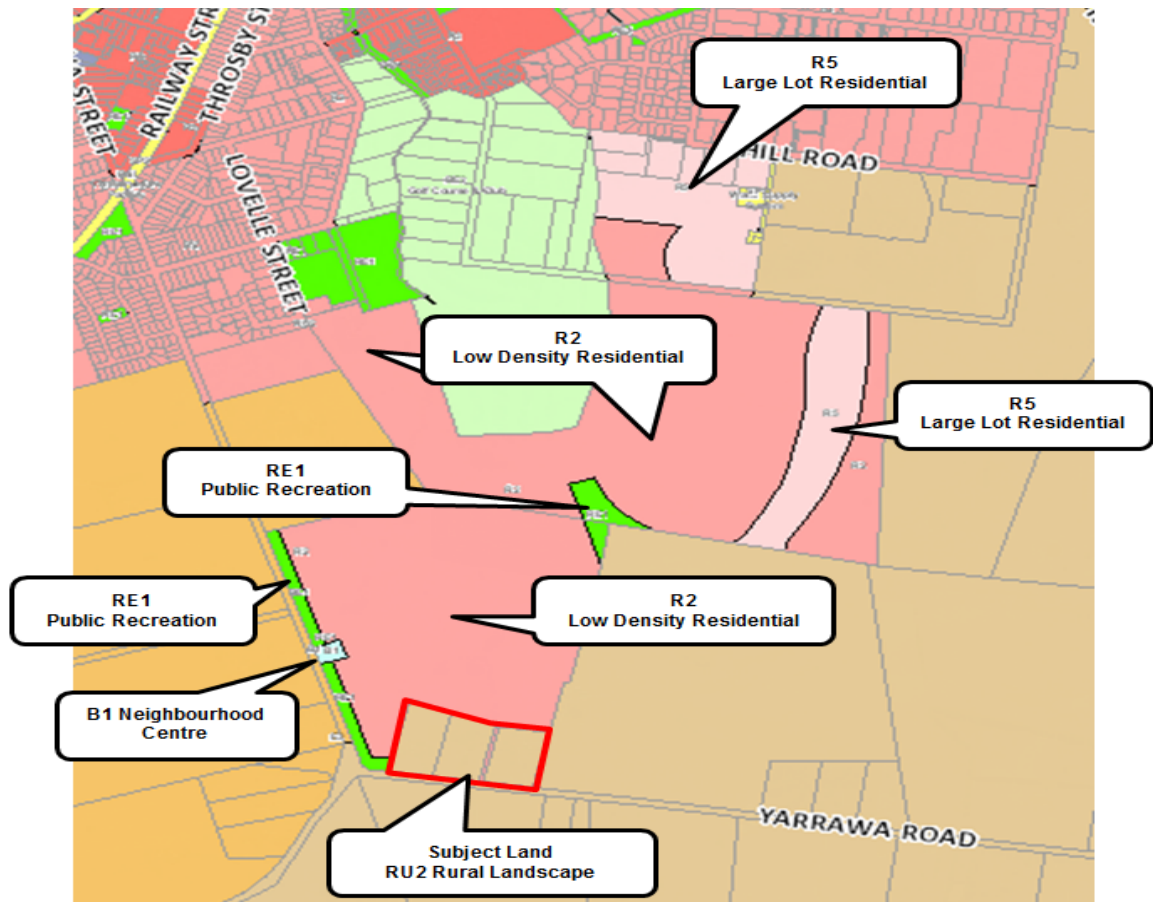 RAILWAY STR
THROSBY S
A STREET
LOVELLE STREET
R5
Large Lot Residential
HILL ROAD
R2
Low Density Residential
R5
Large Lot Residential
RE1
Public Recreation
RE1
Public Recreation
R2
Low Density Residential
B1 Neighbourhood
Centre
YARRAWA ROAD
Subject Land
RU2 Rural Landscape